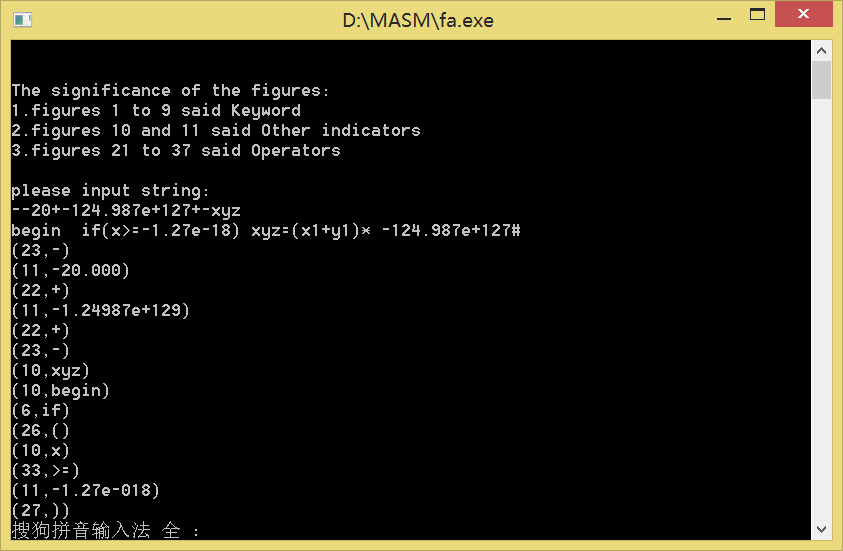 D:\MASM\fa.exe
The significance of the figures:
1.figures 1 to 9 said Keyword
2.figures 10 and 11 said Other indicators
3.figures 21 to 37 said Operators
please input string:
--20+-124.987e+127+-xyz
begin  if(x>=-1.27e-18) xyz=(x1+y1)* -124.987e+127#
(23,-)
(11,-20.000)
(22,+)
(11,-1.24987e+129)
(22,+)
(23,-)
(10,xyz)
(10,begin)
(6,if)
(26,()
(10,x)
(33,>=)
(11,-1.27e-018)
(27,))
搜狗拼音输入法 全 :